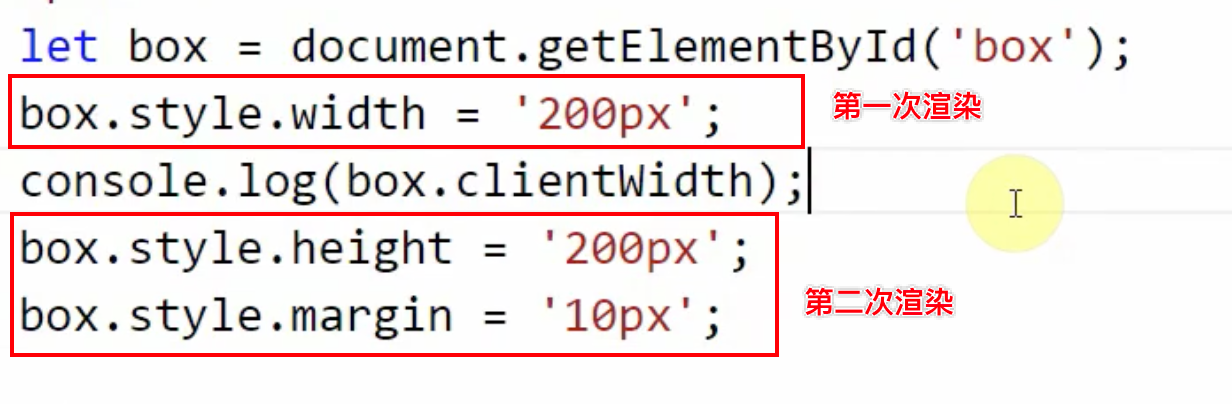 let box = document.getElementById('box');
box.style.width = '200px'; 第一次渲染
console.log(box.clientWidth);
box.style.height = '200px';
box.style.margin = '10px'; 第二次渲染